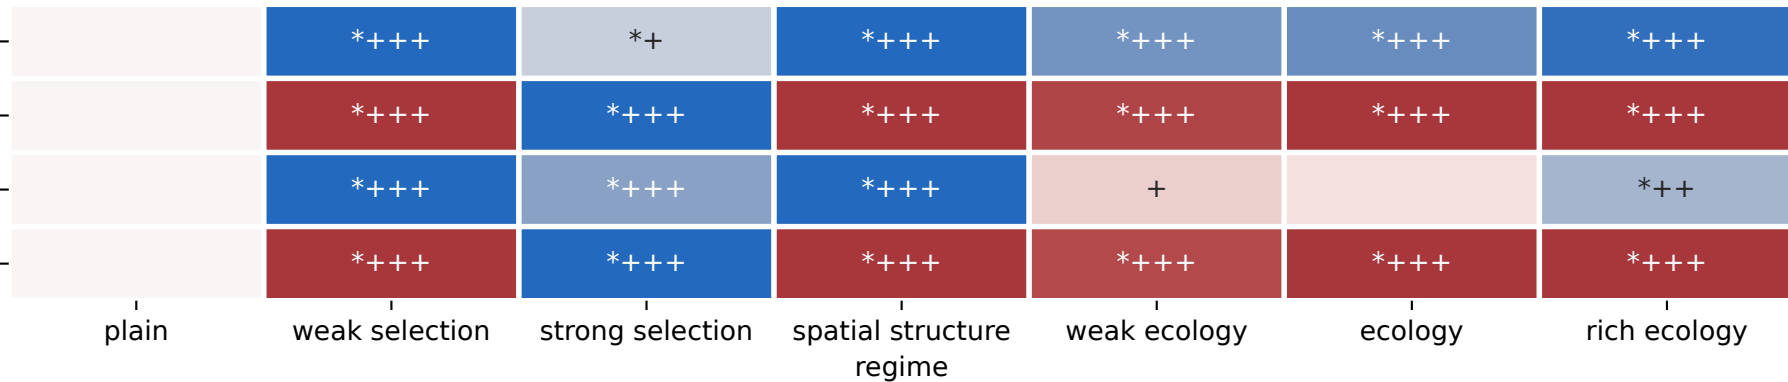 *+++ *+ *+++ *+++ *+++ *+++
*+++ *+++ *+++ *+++ *+++ *+++
*+++ *+++ *+++ + *++
*+++ *+++ *+++ *+++ *+++ *+++
plain weak selection strong selection spatial structure weak ecology ecology rich ecology
regime